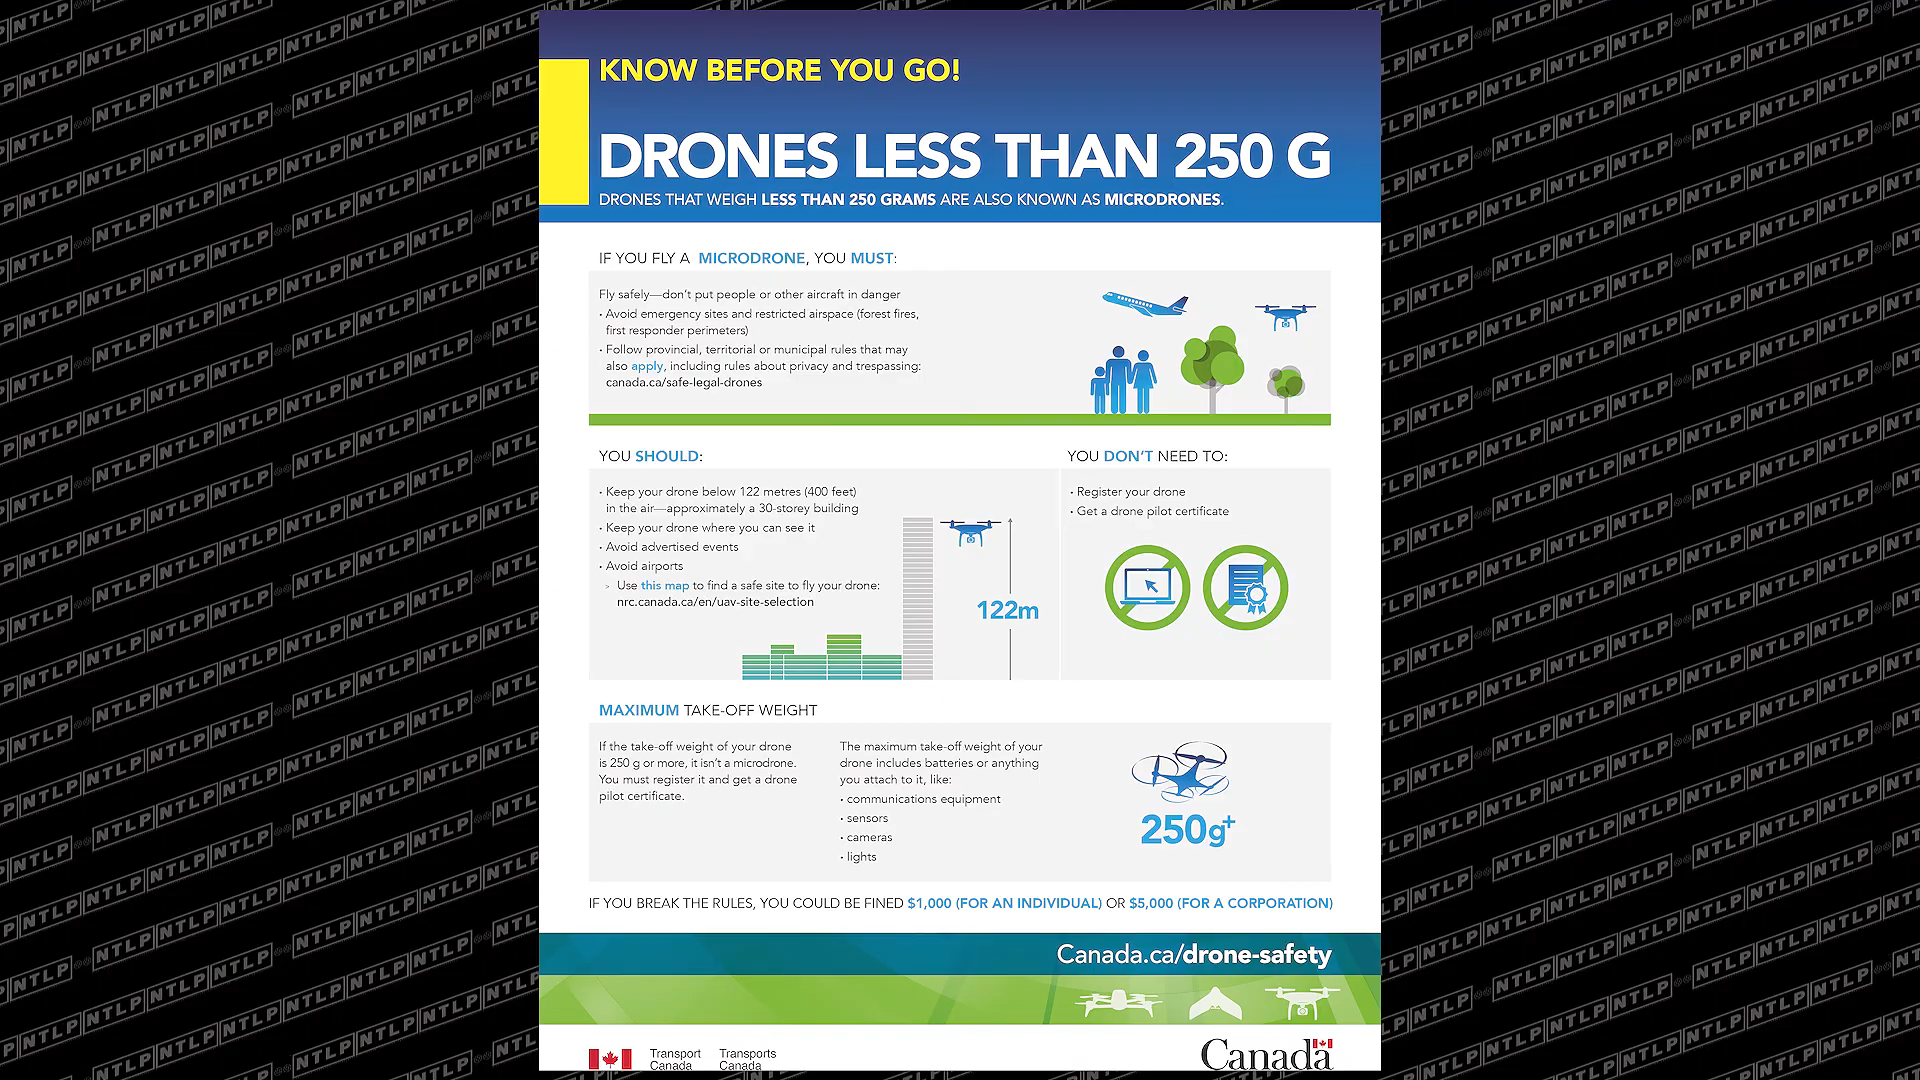 KNOW BEFORE YOU GO!
DRONES LESS THAN 250 G
DRONES THAT WEIGH LESS THAN 250 GRAMS ARE ALSO KNOWN AS MICRODRONES.
IF YOU FLY A MICRODRONE, YOU MUST:
Fly safely—don't put people or other aircraft in danger
· Avoid emergency sites and restricted airspace (forest fires,
first responder perimeters)
· Follow provincial, territorial or municipal rules that may
also apply, including rules about privacy and trespassing:
canada.ca/safe-legal-drones
YOU SHOULD:
· Keep your drone below 122 metres (400 feet)
in the air—approximately a 30-storey building
· Keep your drone where you can see it
· Avoid advertised events
· Avoid airports
> Use this map to find a safe site to fly your drone:
nrc.canada.ca/en/uav-site-selection
122m
YOU DON'T NEED TO:
· Register your drone
· Get a drone pilot certificate
MAXIMUM TAKE-OFF WEIGHT
If the take-off weight of your drone
is 250 g or more, it isn't a microdrone.
You must register it and get a drone
pilot certificate.
The maximum take-off weight of your
drone includes batteries or anything
you attach to it, like:
· communications equipment
· sensors
· cameras
· lights
250g+
IF YOU BREAK THE RULES, YOU COULD BE FINED $1,000 (FOR AN INDIVIDUAL) OR $5,000 (FOR A CORPORATION)
Canada.ca/drone-safety
Transport
Canada
Transports
Canada
Canada
NTLP